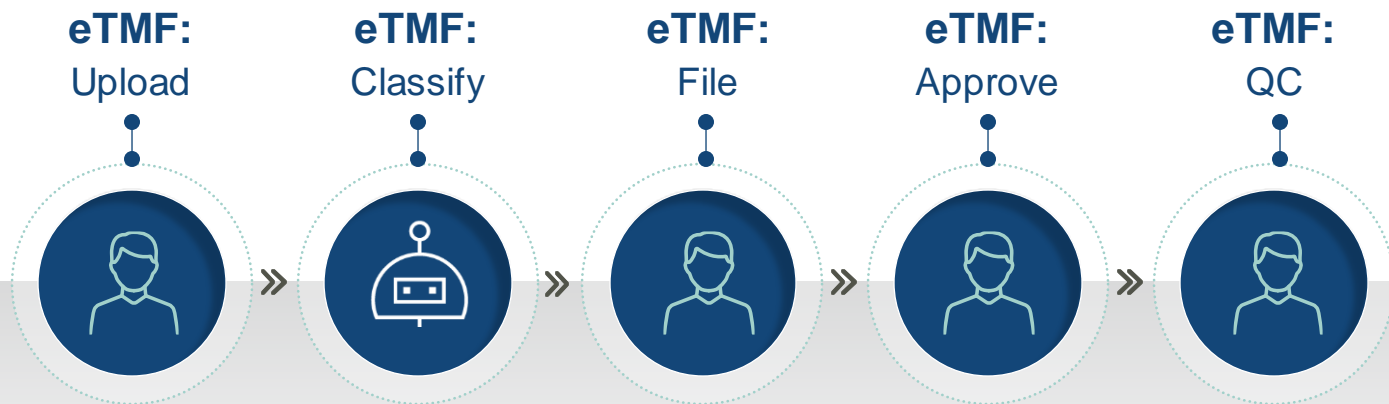 eTMF:
Upload
eTMF:
Classify
eTMF:
File
eTMF:
Approve
eTMF:
QC